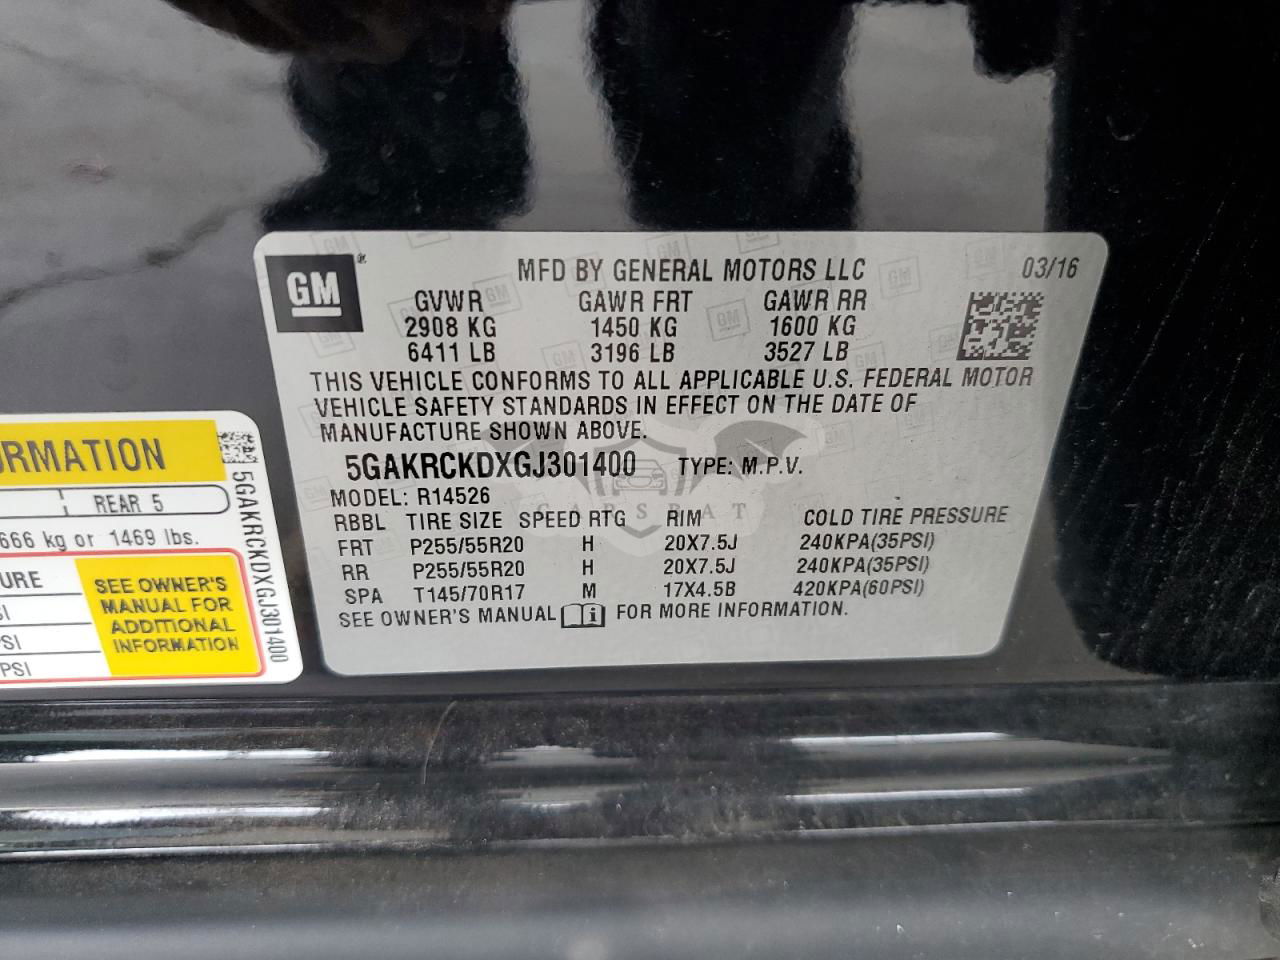 GM
MFD BY GENERAL MOTORS LLC 03/16
GVWR GAWR FRT GAWR RR
2908 KG 1450 KG 1600 KG
6411 LB 3196 LB 3527 LB
THIS VEHICLE CONFORMS TO ALL APPLICABLE U.S. FEDERAL MOTOR
VEHICLE SAFETY STANDARDS IN EFFECT ON THE DATE OF
MANUFACTURE SHOWN ABOVE.
5GAKRCKDXGJ301400 TYPE: M.P.V.
MODEL: R14526
CARSBAT
RBBL TIRE SIZE SPEED RTG RIM COLD TIRE PRESSURE
FRT P255/55R20 H 20X7.5J 240KPA(35PSI)
RR P255/55R20 H 20X7.5J 240KPA(35PSI)
SPA T145/70R17 M 17X4.5B 420KPA(60PSI)
SEE OWNER'S MANUAL i FOR MORE INFORMATION.
REAR 5
666 kg or 1469 lbs.
SEE OWNER'S
MANUAL FOR
ADDITIONAL
INFORMATION
PSI
5GAKRCKDXGJ301400